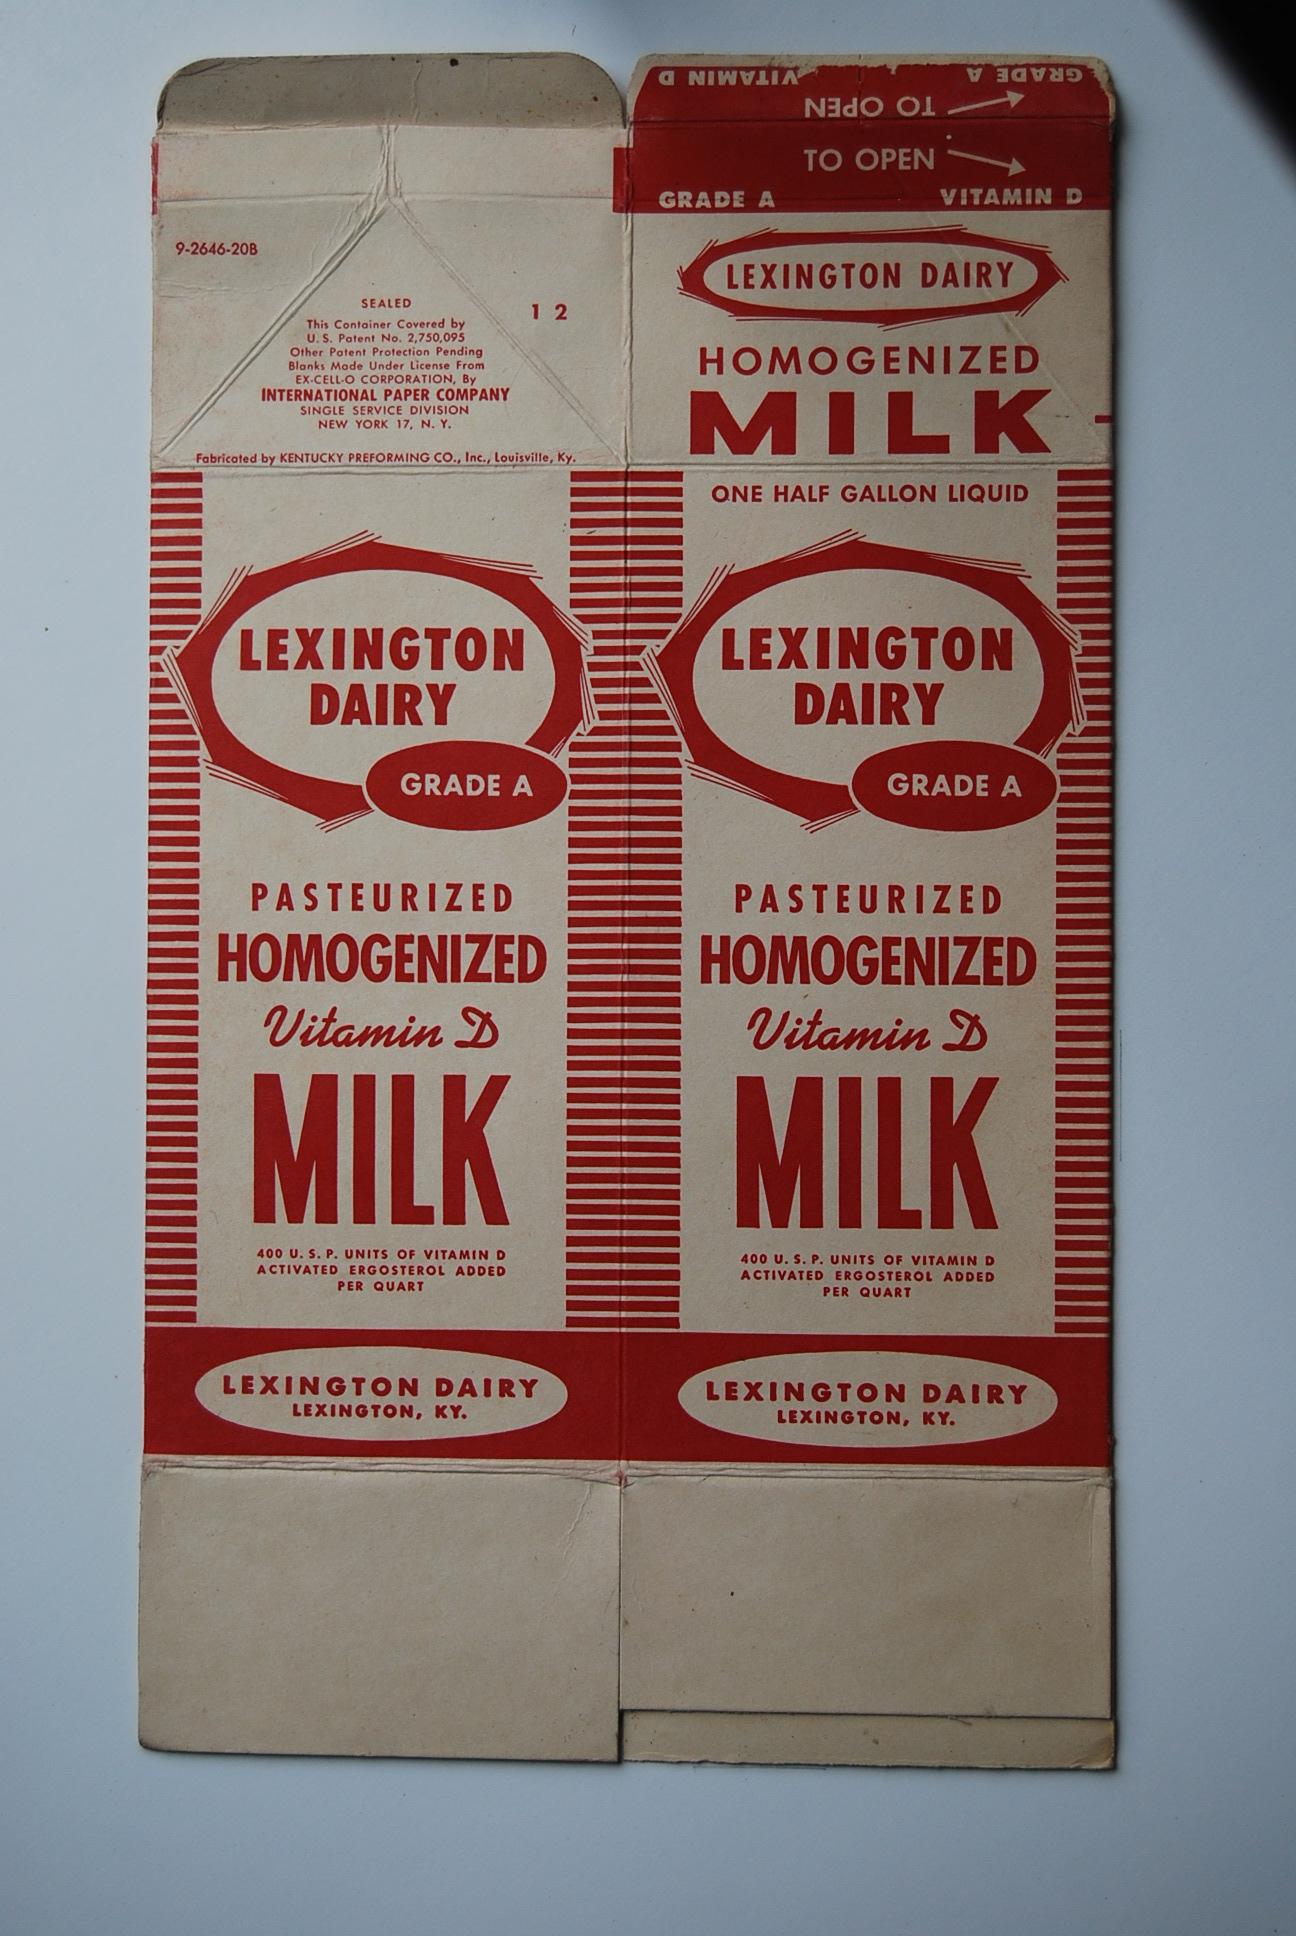 VITAMIN D
GRADE A
TO OPEN
TO OPEN
GRADE A
VITAMIN D
9-2646-20B
SEALED
This Container Covered by
U. S. Patent No. 2,750,095
Other Patent Protection Pending
Blanks Made Under License From
EX-CELL-O CORPORATION, By
INTERNATIONAL PAPER COMPANY
SINGLE SERVICE DIVISION
NEW YORK 17, N. Y.
1 2
Fabricated by KENTUCKY PREFORMING CO., Inc., Louisville, Ky.
LEXINGTON DAIRY
HOMOGENIZED
MILK
ONE HALF GALLON LIQUID
LEXINGTON
DAIRY
GRADE A
PASTEURIZED
HOMOGENIZED
Vitamin D
MILK
400 U. S. P. UNITS OF VITAMIN D
ACTIVATED ERGOSTEROL ADDED
PER QUART
LEXINGTON DAIRY
LEXINGTON, KY.
LEXINGTON
DAIRY
GRADE A
PASTEURIZED
HOMOGENIZED
Vitamin D
MILK
400 U. S. P. UNITS OF VITAMIN D
ACTIVATED ERGOSTEROL ADDED
PER QUART
LEXINGTON DAIRY
LEXINGTON, KY.